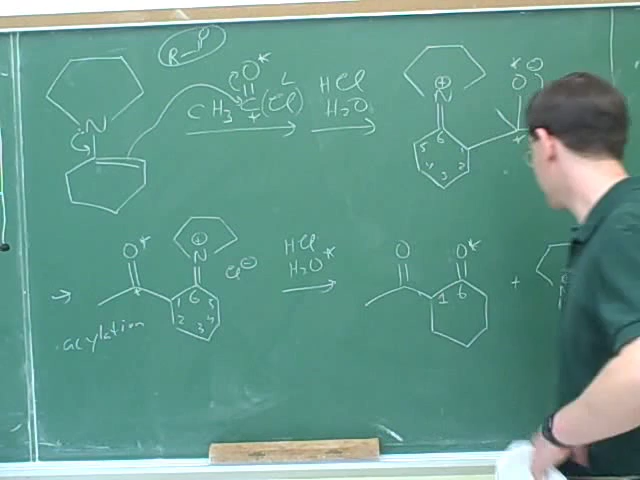 R-P
O*
CH3 C(Cl) L
*
HCl
H2O
N
⊕
N
6
5
4
3
2
* ⊖
O
*
N
O*
⊕
N
Cl⊖
*
1 6 5
2 4
3
acylation
HCl
H2O*
O
O*
1 6
+